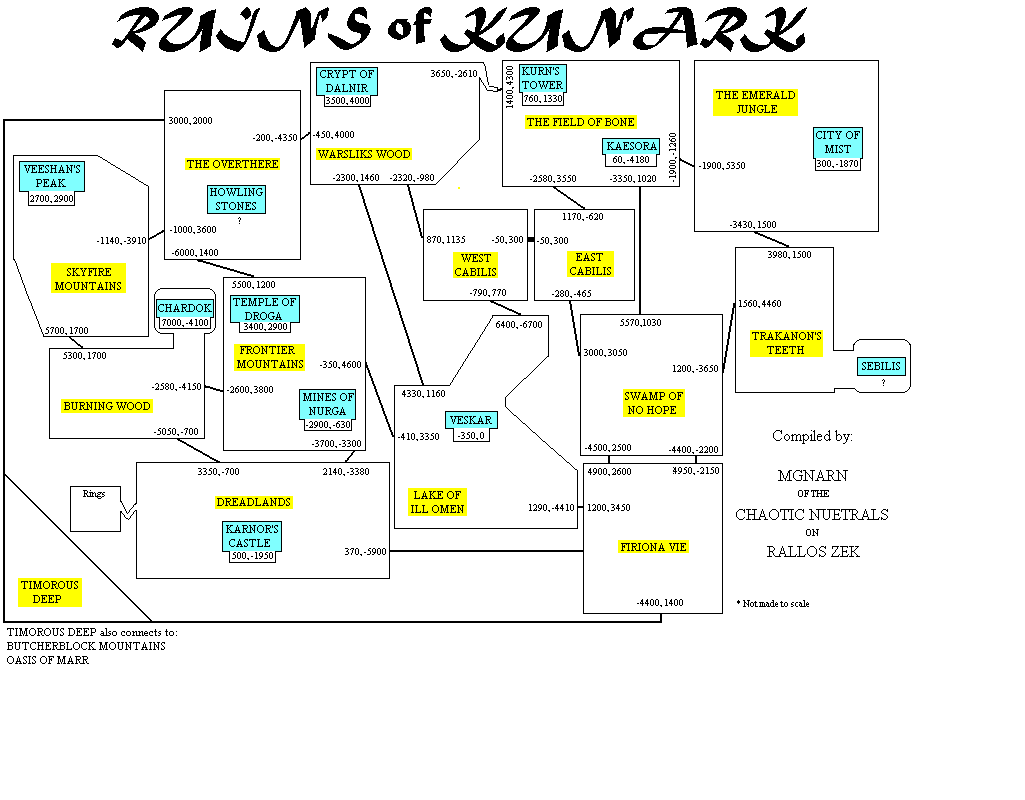 RUINS of KUNARK
CRYPT OF
DALNIR
3500,4000
3650,-2610
-450,4000
WARSLIKS WOOD
-2300,1460
-2320,-980
1400,4300
KURN'S
TOWER
760,1330
THE FIELD OF BONE
KAESORA
60,-4180
-1900,-1260
-2580,3550
-3350,1020
THE EMERALD
JUNGLE
CITY OF
MIST
300,-1870
-1900,5350
-3430,1500
3000,2000
-200,-4350
THE OVERTHERE
HOWLING
STONES
?
-1000,3600
-6000,1400
VEESHAN'S
PEAK
2700,2900
-1140,-3910
SKYFIRE
MOUNTAINS
5700,1700
CHARDOK
7000,-4100
5300,1700
-2580,-4150
BURNING WOOD
-5050,-700
5500,1200
TEMPLE OF
DROGA
3400,2900
FRONTIER
MOUNTAINS
-350,4600
-2600,3800
MINES OF
NURGA
-2900,-630
-3700,-3300
870,1135
-50,300
WEST
CABILIS
-790,770
1170,-620
-50,300
EAST
CABILIS
-280,-465
6400,-6700
4330,1160
VESKAR
-350,0
-410,3350
LAKE OF
ILL OMEN
1290,-4410
5570,1030
3000,3050
1200,-3650
SWAMP OF
NO HOPE
-4500,2500
-4400,-2200
3980,1500
1560,4460
TRAKANON'S
TEETH
SEBILIS
?
Rings
3350,-700
2140,-3380
DREADLANDS
KARNOR'S
CASTLE
500,-1950
370,-5900
4900,2600
4950,-2150
1200,3450
FIRIONA VIE
-4400,1400
Compiled by:
MGNARN
OF THE
CHAOTIC NUETRALS
ON
RALLOS ZEK
* Not made to scale
TIMOROUS
DEEP
TIMOROUS DEEP also connects to:
BUTCHERBLOCK MOUNTAINS
OASIS OF MARR